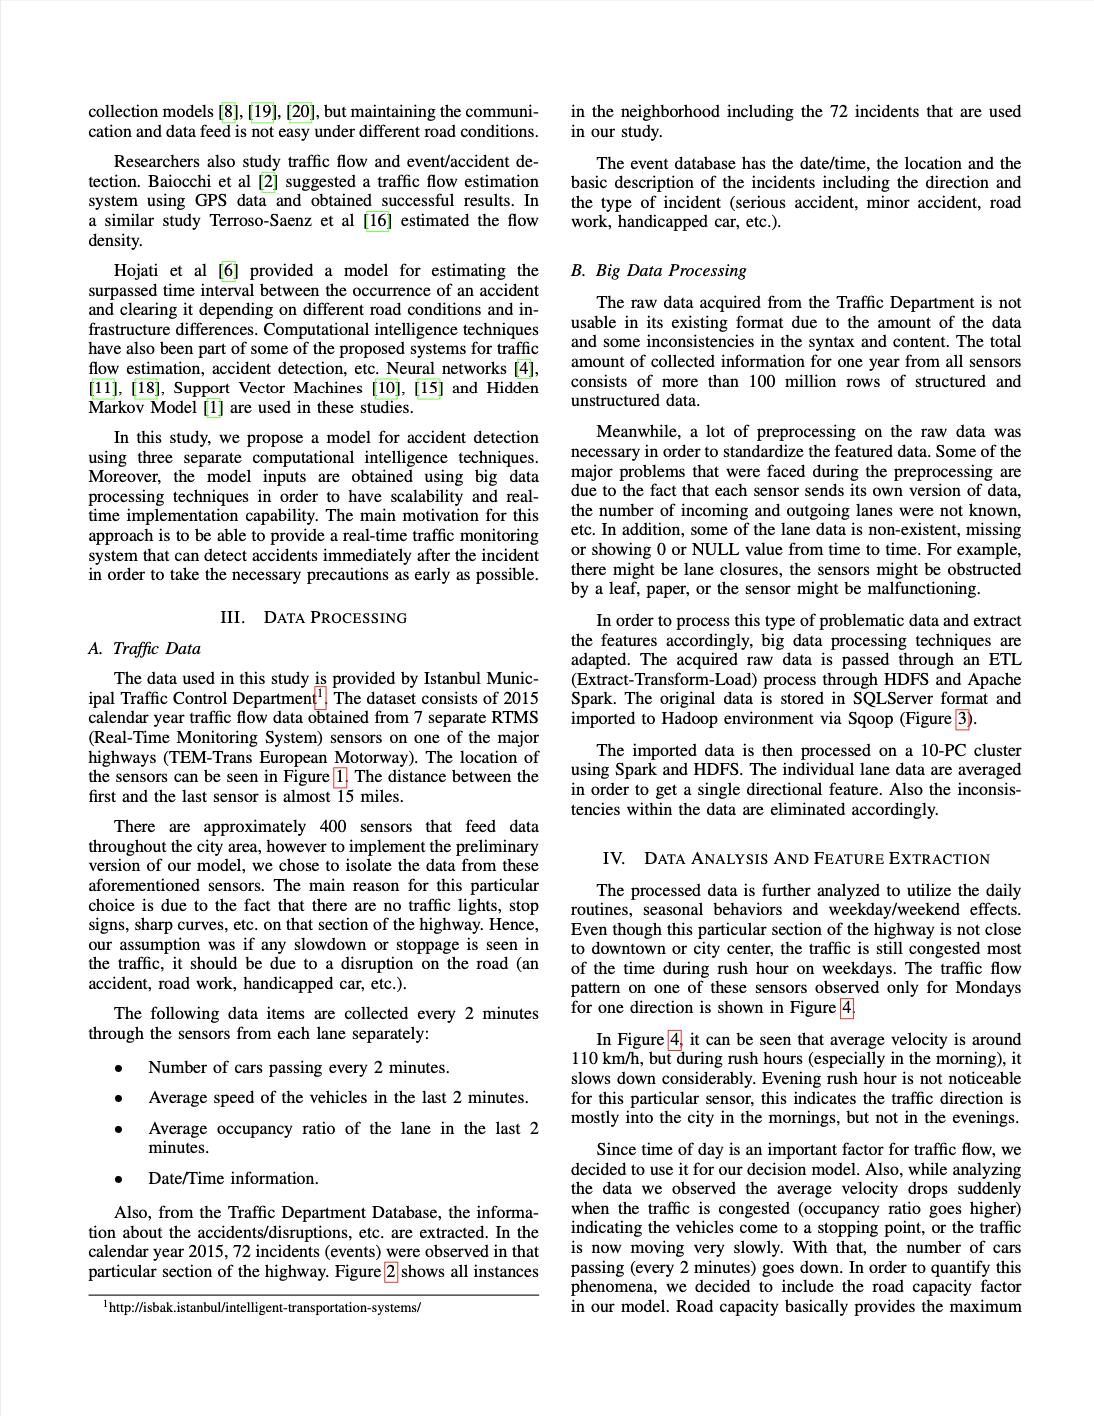 collection models [8], [19], [20], but maintaining the communi-
cation and data feed is not easy under different road conditions.
Researchers also study traffic flow and event/accident de-
tection. Baiocchi et al [2] suggested a traffic flow estimation
system using GPS data and obtained successful results. In
a similar study Terroso-Saenz et al [16] estimated the flow
density.
Hojati et al [6] provided a model for estimating the
surpassed time interval between the occurrence of an accident
and clearing it depending on different road conditions and in-
frastructure differences. Computational intelligence techniques
have also been part of some of the proposed systems for traffic
flow estimation, accident detection, etc. Neural networks [4],
[11], [18], Support Vector Machines [10], [15] and Hidden
Markov Model [1] are used in these studies.
In this study, we propose a model for accident detection
using three separate computational intelligence techniques.
Moreover, the model inputs are obtained using big data
processing techniques in order to have scalability and real-
time implementation capability. The main motivation for this
approach is to be able to provide a real-time traffic monitoring
system that can detect accidents immediately after the incident
in order to take the necessary precautions as early as possible.
III. DATA PROCESSING
A. Traffic Data
The data used in this study is provided by Istanbul Munic-
ipal Traffic Control Department1. The dataset consists of 2015
calendar year traffic flow data obtained from 7 separate RTMS
(Real-Time Monitoring System) sensors on one of the major
highways (TEM-Trans European Motorway). The location of
the sensors can be seen in Figure 1. The distance between the
first and the last sensor is almost 15 miles.
There are approximately 400 sensors that feed data
throughout the city area, however to implement the preliminary
version of our model, we chose to isolate the data from these
aforementioned sensors. The main reason for this particular
choice is due to the fact that there are no traffic lights, stop
signs, sharp curves, etc. on that section of the highway. Hence,
our assumption was if any slowdown or stoppage is seen in
the traffic, it should be due to a disruption on the road (an
accident, road work, handicapped car, etc.).
The following data items are collected every 2 minutes
through the sensors from each lane separately:
● Number of cars passing every 2 minutes.
● Average speed of the vehicles in the last 2 minutes.
● Average occupancy ratio of the lane in the last 2
minutes.
● Date/Time information.
Also, from the Traffic Department Database, the informa-
tion about the accidents/disruptions, etc. are extracted. In the
calendar year 2015, 72 incidents (events) were observed in that
particular section of the highway. Figure 2 shows all instances
1http://isbak.istanbul/intelligent-transportation-systems/
in the neighborhood including the 72 incidents that are used
in our study.
The event database has the date/time, the location and the
basic description of the incidents including the direction and
the type of incident (serious accident, minor accident, road
work, handicapped car, etc.).
B. Big Data Processing
The raw data acquired from the Traffic Department is not
usable in its existing format due to the amount of the data
and some inconsistencies in the syntax and content. The total
amount of collected information for one year from all sensors
consists of more than 100 million rows of structured and
unstructured data.
Meanwhile, a lot of preprocessing on the raw data was
necessary in order to standardize the featured data. Some of the
major problems that were faced during the preprocessing are
due to the fact that each sensor sends its own version of data,
the number of incoming and outgoing lanes were not known,
etc. In addition, some of the lane data is non-existent, missing
or showing 0 or NULL value from time to time. For example,
there might be lane closures, the sensors might be obstructed
by a leaf, paper, or the sensor might be malfunctioning.
In order to process this type of problematic data and extract
the features accordingly, big data processing techniques are
adapted. The acquired raw data is passed through an ETL
(Extract-Transform-Load) process through HDFS and Apache
Spark. The original data is stored in SQLServer format and
imported to Hadoop environment via Sqoop (Figure 3).
The imported data is then processed on a 10-PC cluster
using Spark and HDFS. The individual lane data are averaged
in order to get a single directional feature. Also the inconsis-
tencies within the data are eliminated accordingly.
IV. DATA ANALYSIS AND FEATURE EXTRACTION
The processed data is further analyzed to utilize the daily
routines, seasonal behaviors and weekday/weekend effects.
Even though this particular section of the highway is not close
to downtown or city center, the traffic is still congested most
of the time during rush hour on weekdays. The traffic flow
pattern on one of these sensors observed only for Mondays
for one direction is shown in Figure 4.
In Figure 4, it can be seen that average velocity is around
110 km/h, but during rush hours (especially in the morning), it
slows down considerably. Evening rush hour is not noticeable
for this particular sensor, this indicates the traffic direction is
mostly into the city in the mornings, but not in the evenings.
Since time of day is an important factor for traffic flow, we
decided to use it for our decision model. Also, while analyzing
the data we observed the average velocity drops suddenly
when the traffic is congested (occupancy ratio goes higher)
indicating the vehicles come to a stopping point, or the traffic
is now moving very slowly. With that, the number of cars
passing (every 2 minutes) goes down. In order to quantify this
phenomena, we decided to include the road capacity factor
in our model. Road capacity basically provides the maximum